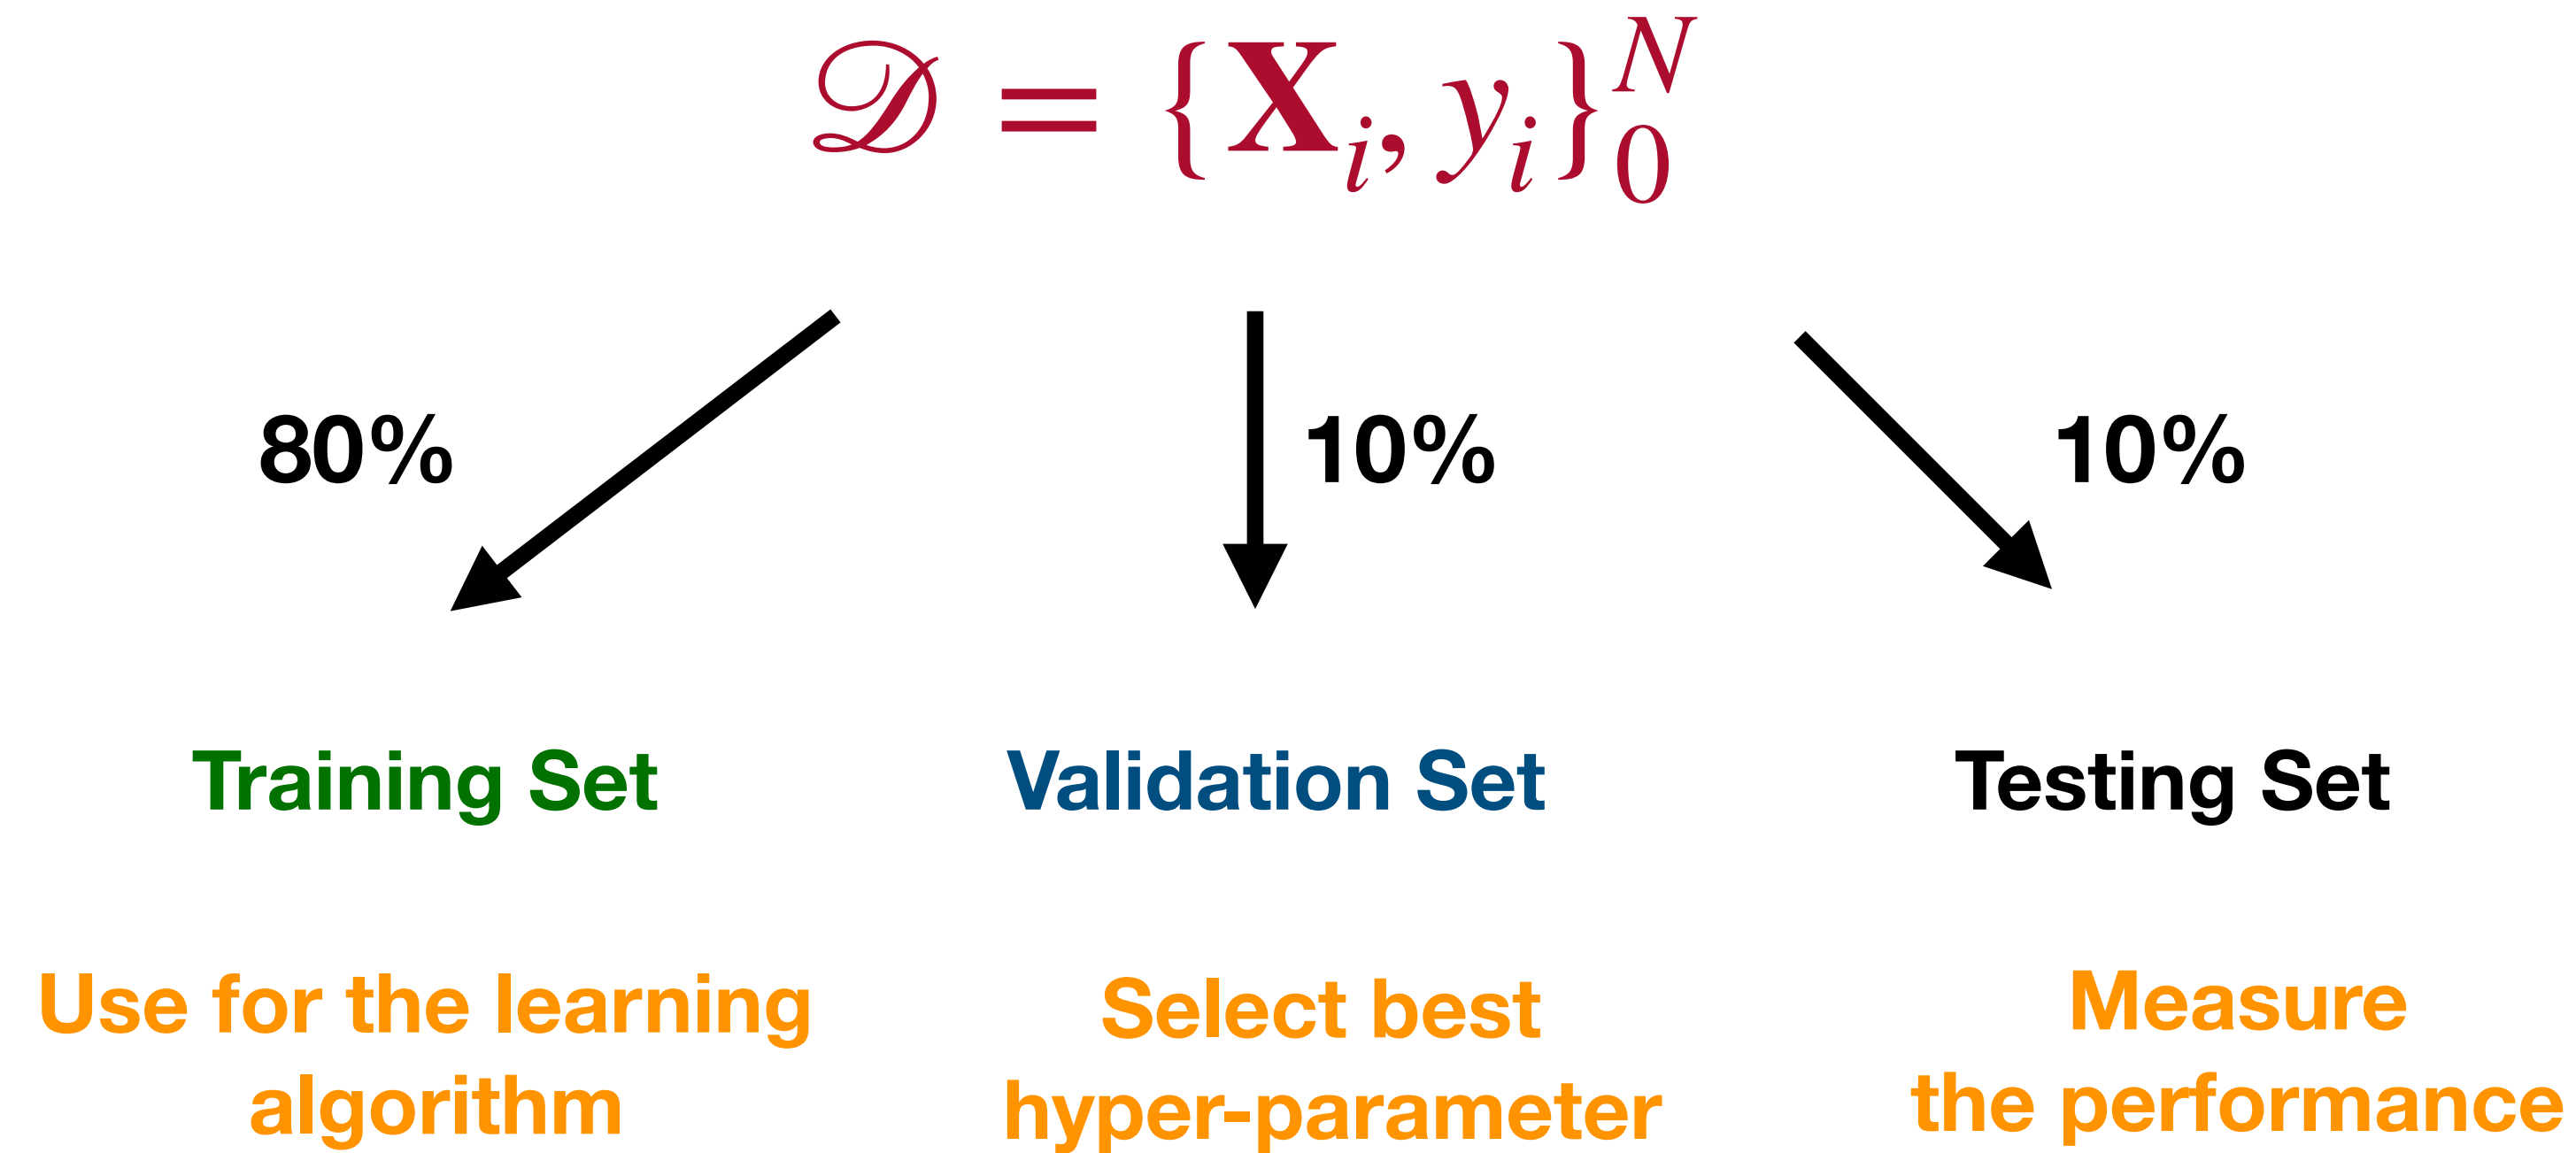 𝒟 = {𝐗ᵢ, yᵢ}₀ᴺ
80%
10%
10%
Training Set
Validation Set
Testing Set
Use for the learning
algorithm
Select best
hyper-parameter
Measure
the performance